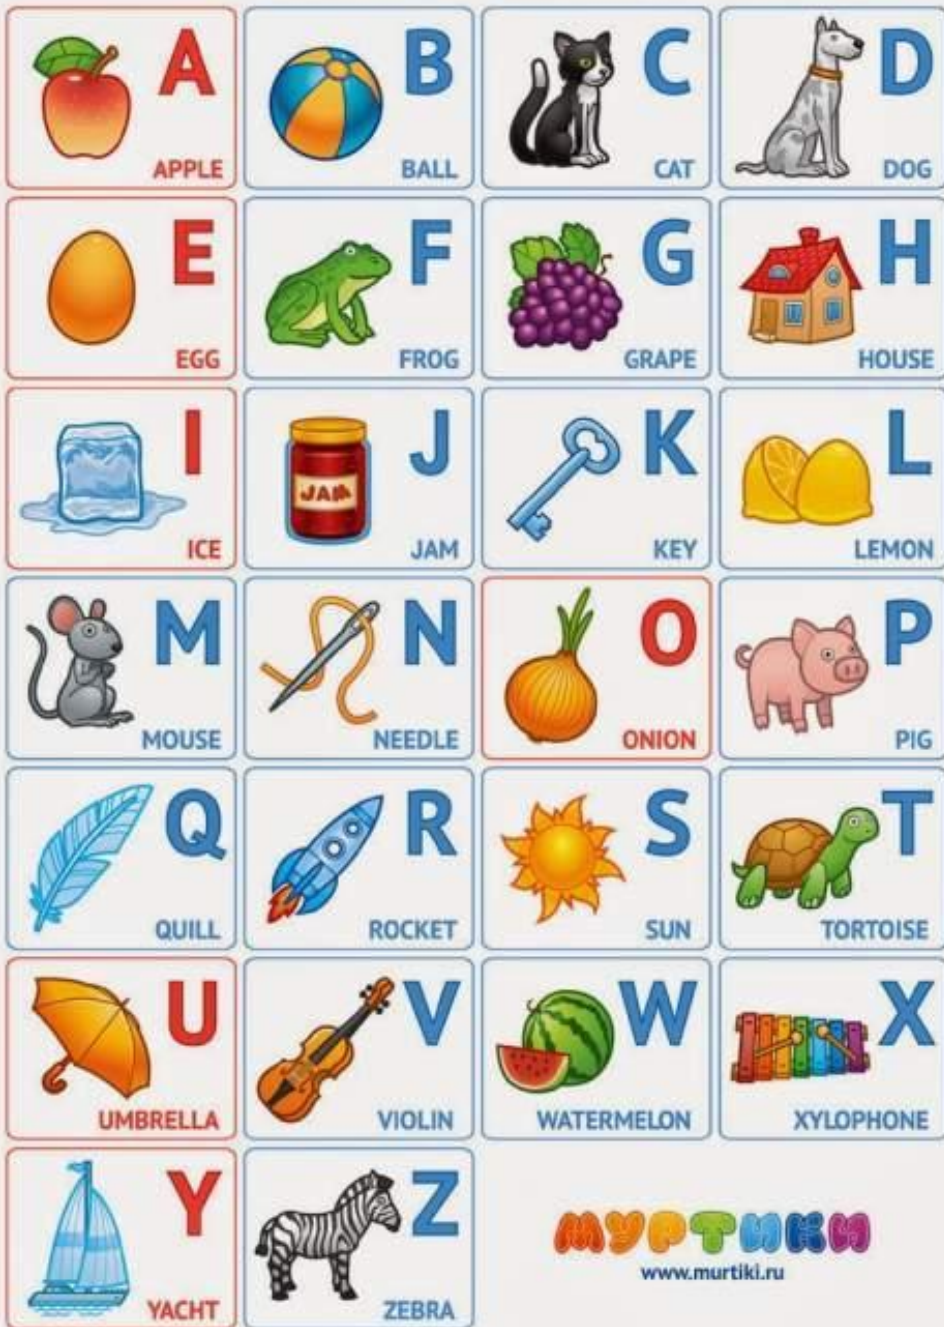 A
APPLE
B
BALL
C
CAT
D
DOG
E
EGG
F
FROG
G
GRAPE
H
HOUSE
I
ICE
J
JAM
JAM
K
KEY
L
LEMON
M
MOUSE
N
NEEDLE
O
ONION
P
PIG
Q
QUILL
R
ROCKET
S
SUN
T
TORTOISE
U
UMBRELLA
V
VIOLIN
W
WATERMELON
X
XYLOPHONE
Y
YACHT
Z
ZEBRA
МУРТИКИ
www.murtiki.ru